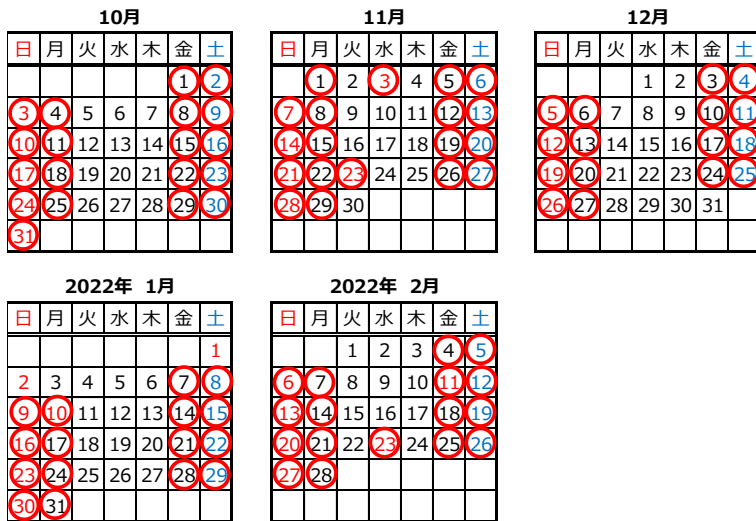 10月
日 月 火 水 木 金 土
1 2
3 4 5 6 7 8 9
10 11 12 13 14 15 16
17 18 19 20 21 22 23
24 25 26 27 28 29 30
31
11月
日 月 火 水 木 金 土
1 2 3 4 5 6
7 8 9 10 11 12 13
14 15 16 17 18 19 20
21 22 23 24 25 26 27
28 29 30
12月
日 月 火 水 木 金 土
1 2 3 4
5 6 7 8 9 10 11
12 13 14 15 16 17 18
19 20 21 22 23 24 25
26 27 28 29 30 31
2022年 1月
日 月 火 水 木 金 土
1
2 3 4 5 6 7 8
9 10 11 12 13 14 15
16 17 18 19 20 21 22
23 24 25 26 27 28 29
30 31
2022年 2月
日 月 火 水 木 金 土
1 2 3 4 5
6 7 8 9 10 11 12
13 14 15 16 17 18 19
20 21 22 23 24 25 26
27 28